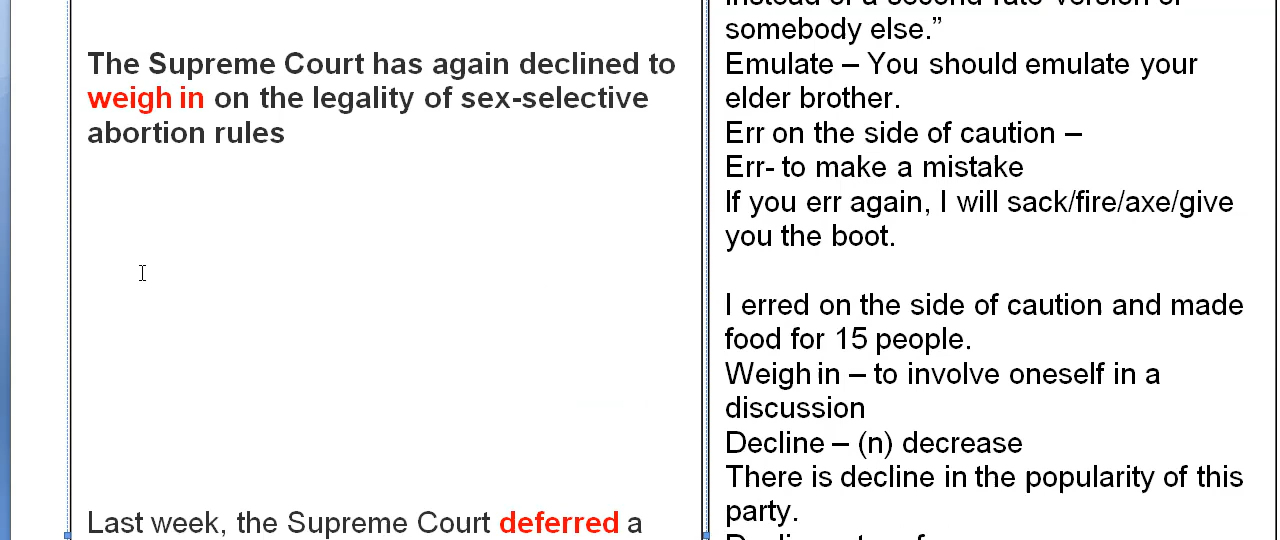 The Supreme Court has again declined to
weigh in on the legality of sex-selective
abortion rules
Last week, the Supreme Court deferred a
somebody else.”
Emulate – You should emulate your
elder brother.
Err on the side of caution –
Err- to make a mistake
If you err again, I will sack/fire/axe/give
you the boot.
I erred on the side of caution and made
food for 15 people.
Weigh in – to involve oneself in a
discussion
Decline – (n) decrease
There is decline in the popularity of this
party.